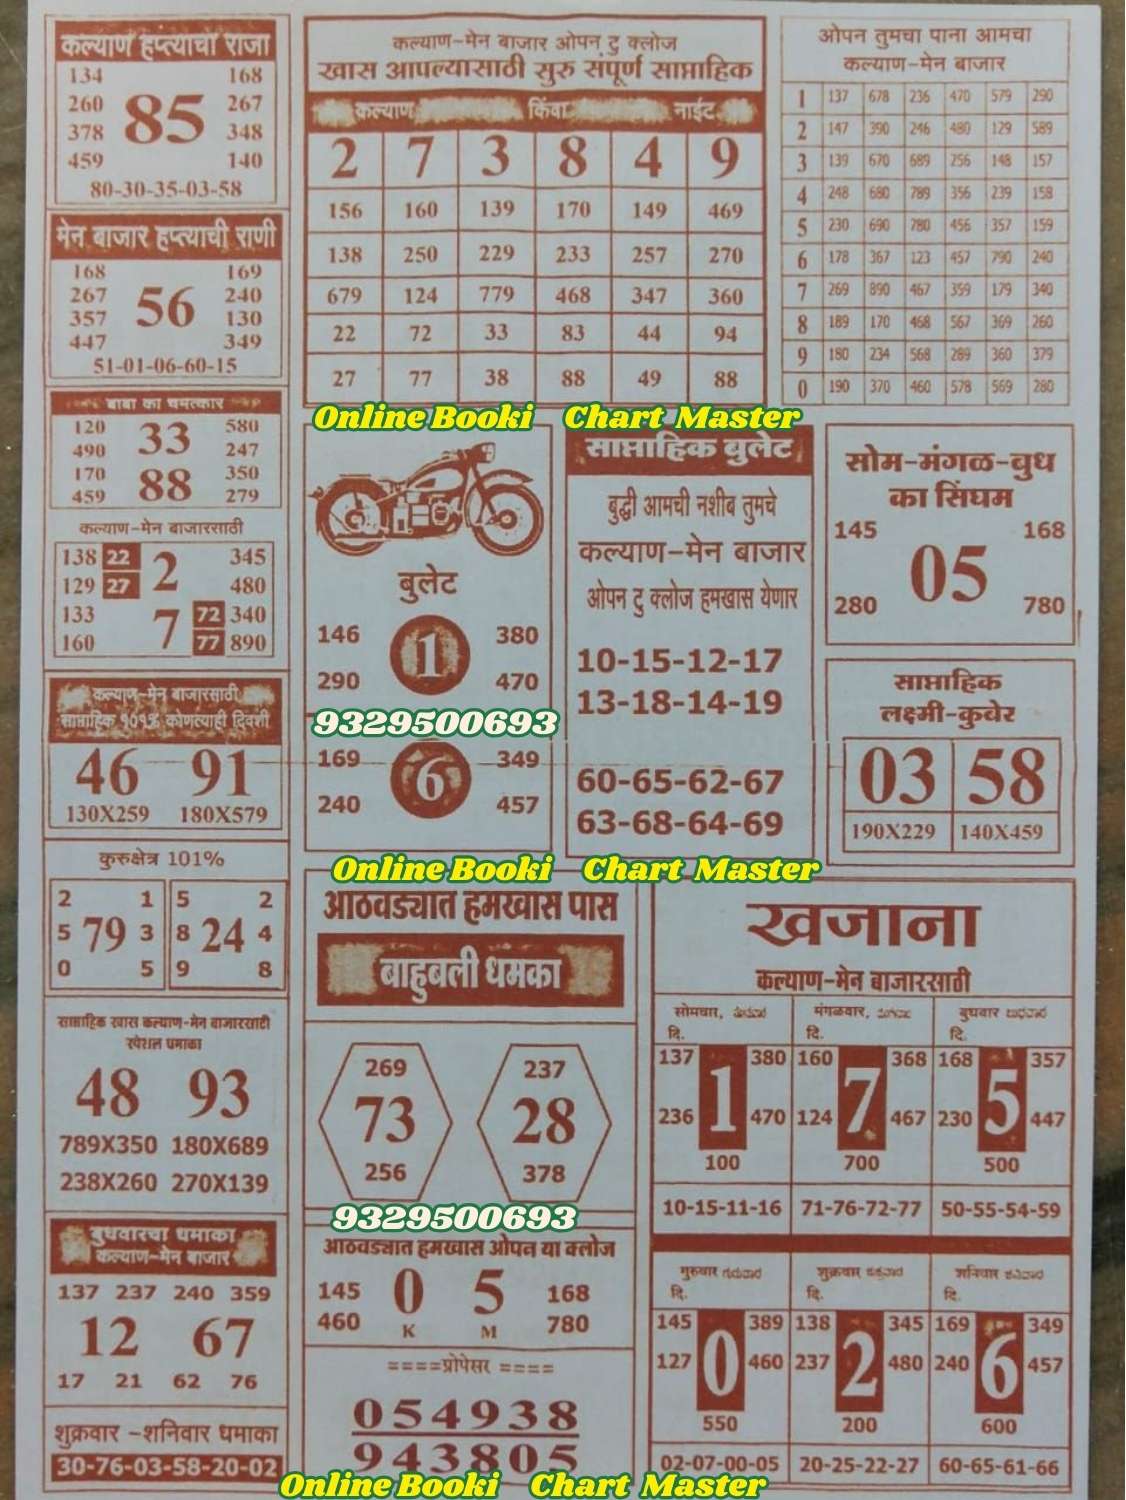 कल्याण हप्त्याचा राजा
134 168
260 85 267
378 348
459 140
80-30-35-03-58
मेन बाजार हप्त्याची राणी
168 169
267 56 240
357 130
447 349
51-01-06-60-15
बाबा का चमत्कार
120 33 580
490 247
170 88 350
459 279
कल्याण-मेन बाजारसाठी
138 22 2 345
129 27 480
133 7 72 340
160 77 890
कल्याण-मेन बाजारसाठी
साप्ताहिक १०१% कोणत्याही दिवशी
46 91
130X259 180X579
कुरुक्षेत्र 101%
2 1 5 2
5 79 3 8 24 4
0 5 9 8
साप्ताहिक खास कल्याण-मेन बाजारसाठी
स्पेशल धमाका
48 93
789X350 180X689
238X260 270X139
बुधवारचा धमाका
कल्याण-मेन बाजार
137 237 240 359
12 67
17 21 62 76
शुक्रवार -शनिवार धमाका
30-76-03-58-20-02
कल्याण-मेन बाजार ओपन टु क्लोज
खास आपल्यासाठी सुरु संपूर्ण साप्ताहिक
कल्याण किंवा नाईट
2 7 3 8 4 9
156 160 139 170 149 469
138 250 229 233 257 270
679 124 779 468 347 360
22 72 33 83 44 94
27 77 38 88 49 88
ओपन तुमचा पाना आमचा
कल्याण-मेन बाजार
1 137 678 236 470 579 290
2 147 390 246 480 129 589
3 139 670 689 256 148 157
4 248 680 789 356 239 158
5 230 690 780 456 357 159
6 178 367 123 457 790 240
7 269 890 467 359 179 340
8 189 170 468 567 369 260
9 180 234 568 289 360 379
0 190 370 460 578 569 280
Online Booki Chart Master
बुलेट
146 1 380
290 470
9329500693
169 6 349
240 457
साप्ताहिक बुलेट
बुद्धी आमची नशीब तुमचे
कल्याण-मेन बाजार
ओपन टु क्लोज हमखास येणार
10-15-12-17
13-18-14-19
60-65-62-67
63-68-64-69
सोम-मंगळ-बुध
का सिंघम
145 168
05
280 780
साप्ताहिक
लक्ष्मी-कुबेर
03 58
190X229 140X459
Online Booki Chart Master
आठवड्यात हमखास पास
बाहुबली धमका
269 237
73 28
256 378
9329500693
आठवड्यात हमखास ओपन या क्लोज
145 0 5 168
460 K M 780
====प्रोपेसर ====
054938
943805
खजाना
कल्याण-मेन बाजारसाठी
सोमवार, मंगळवार, बुधवार
दि. दि. दि.
137 1 380 160 7 368 168 5 357
236 470 124 467 230 447
100 700 500
10-15-11-16 71-76-72-77 50-55-54-59
गुरुवार शुक्रवार शनिवार
दि. दि. दि.
145 0 389 138 2 345 169 6 349
127 460 237 480 240 457
550 200 600
02-07-00-05 20-25-22-27 60-65-61-66
Online Booki Chart Master